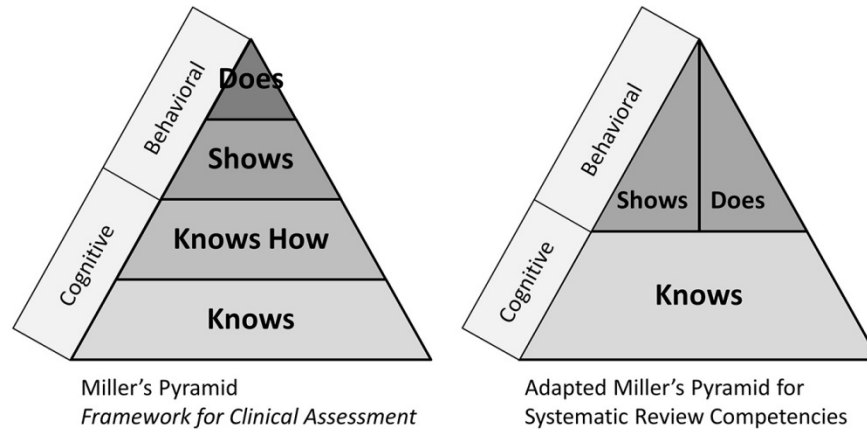 Behavioral
Cognitive
Does
Shows
Knows How
Knows
Miller's Pyramid
Framework for Clinical Assessment
Behavioral
Cognitive
Shows Does
Knows
Adapted Miller's Pyramid for
Systematic Review Competencies